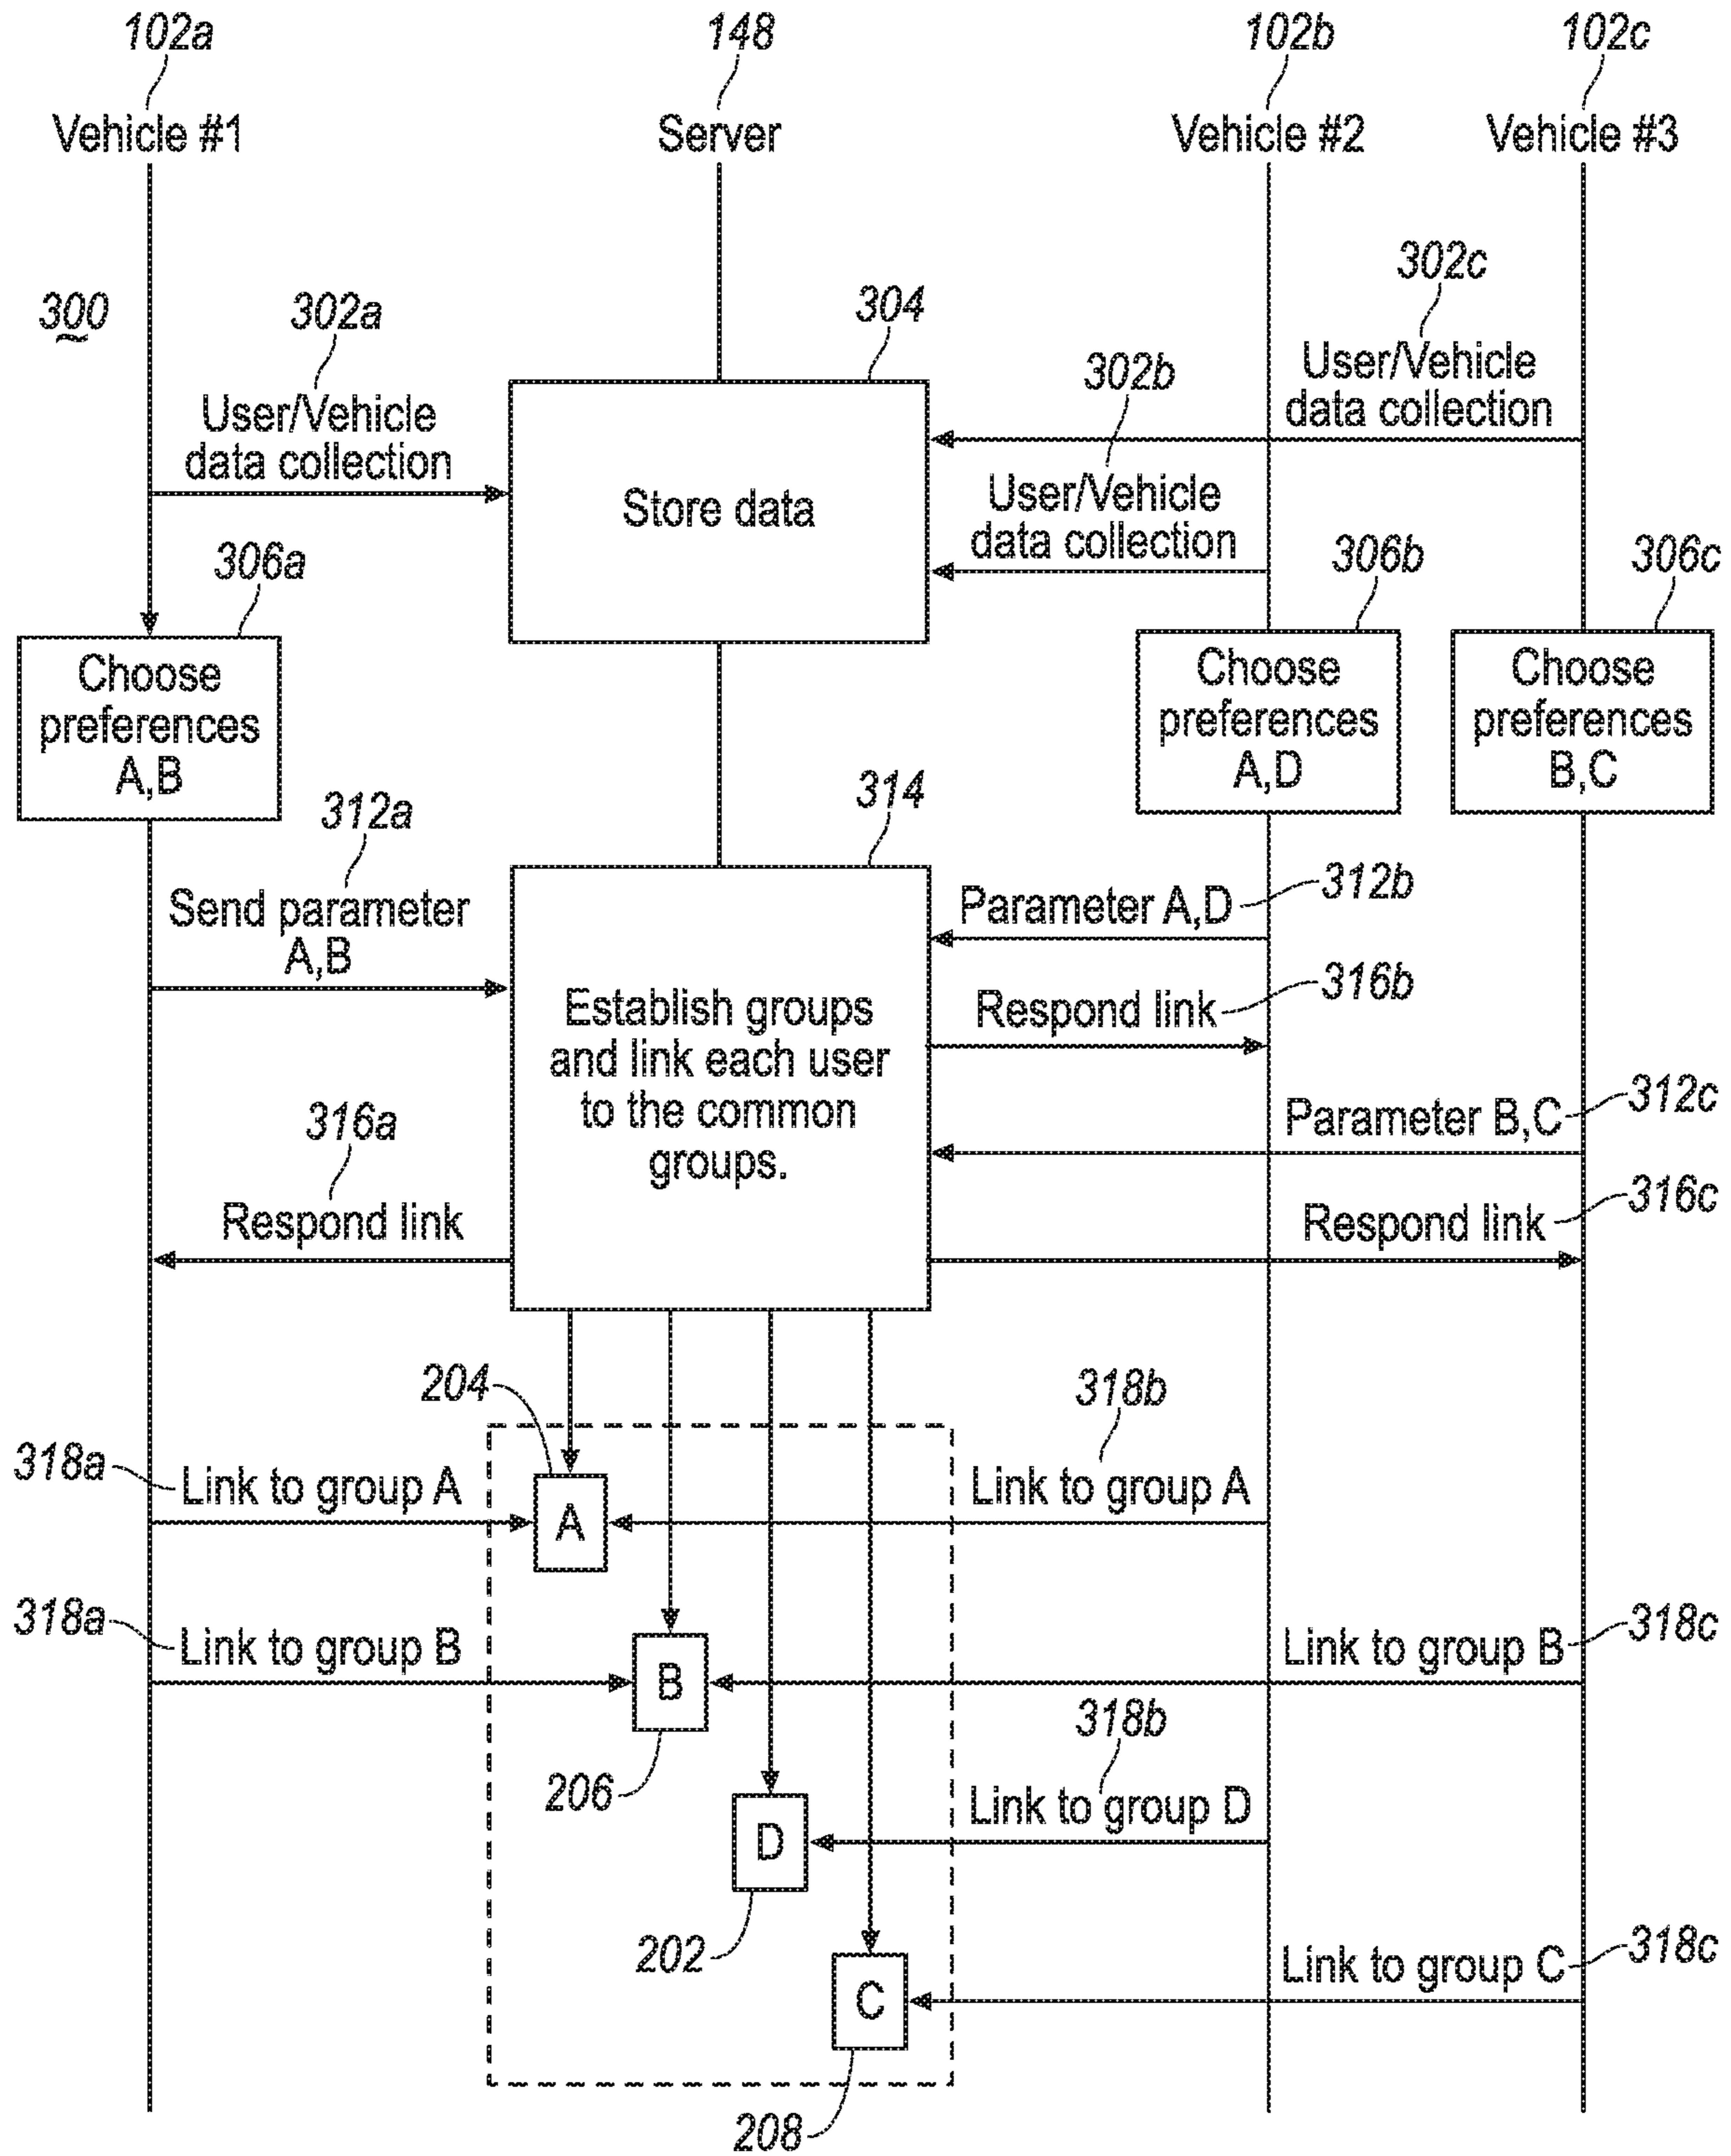 102a
148
102b
102c
Vehicle #1
Server
Vehicle #2
Vehicle #3
300
302a
304
302b
302c
User/Vehicle
data collection
User/Vehicle
data collection
User/Vehicle
data collection
Store data
306a
306b
306c
Choose
preferences
A,B
Choose
preferences
A,D
Choose
preferences
B,C
312a
314
Send parameter
A,B
Parameter A,D
312b
Establish groups
and link each user
to the common
groups.
Respond link
316b
Parameter B,C
312c
316a
Respond link
Respond link
316c
204
318b
318a
Link to group A
A
Link to group A
318a
Link to group B
B
Link to group B
318c
206
318b
D
Link to group D
202
C
Link to group C
318c
208